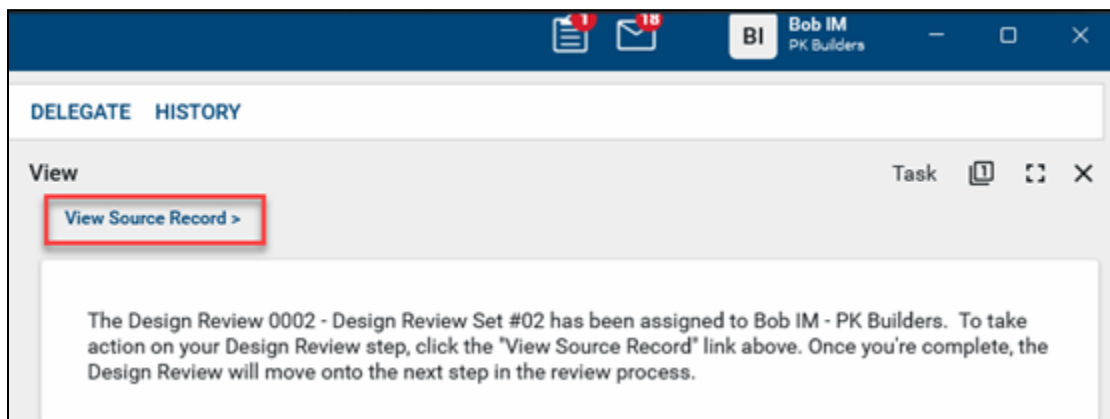 1
18
BI
Bob IM
PK Builders
DELEGATE HISTORY
View
Task
1
View Source Record >
The Design Review 0002 - Design Review Set #02 has been assigned to Bob IM - PK Builders. To take
action on your Design Review step, click the "View Source Record" link above. Once you're complete, the
Design Review will move onto the next step in the review process.